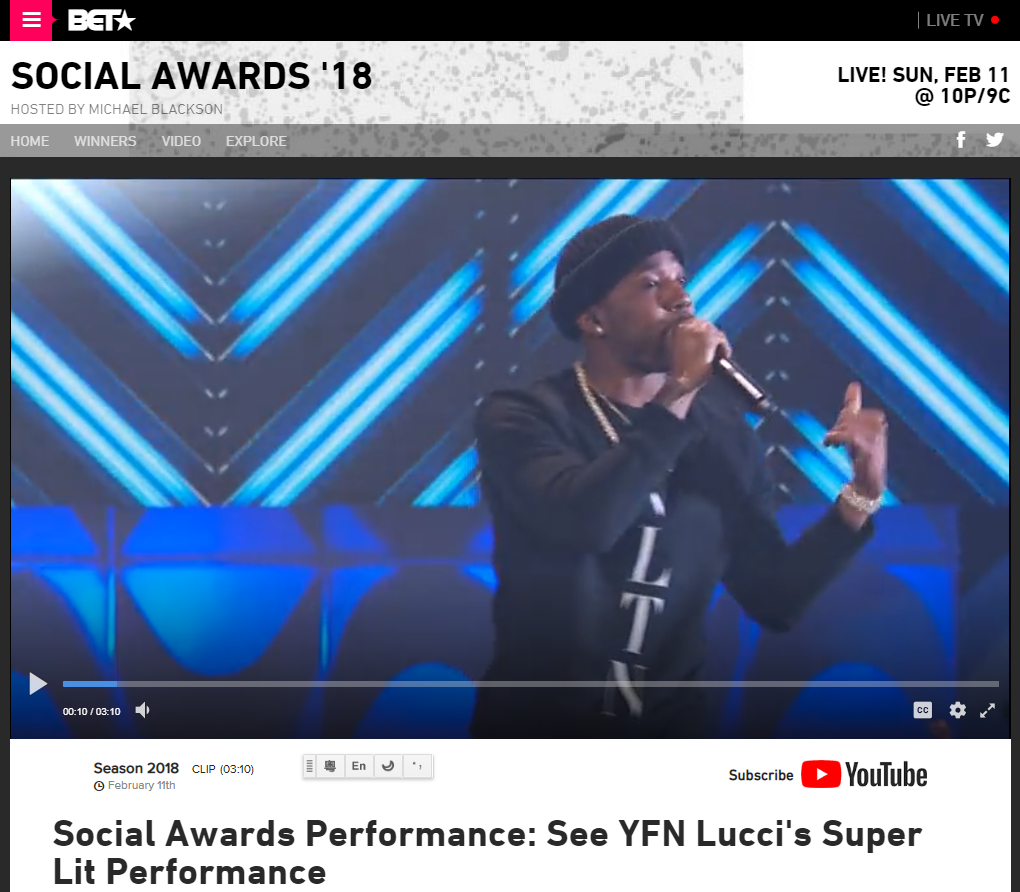 BET
LIVE TV
SOCIAL AWARDS '18
HOSTED BY MICHAEL BLACKSON
LIVE! SUN, FEB 11
@ 10P/9C
HOME WINNERS VIDEO EXPLORE
L
T
N
00:10 / 03:10
CC
Season 2018 CLIP (03:10)
February 11th
粤 En
Subscribe YouTube
Social Awards Performance: See YFN Lucci's Super
Lit Performance